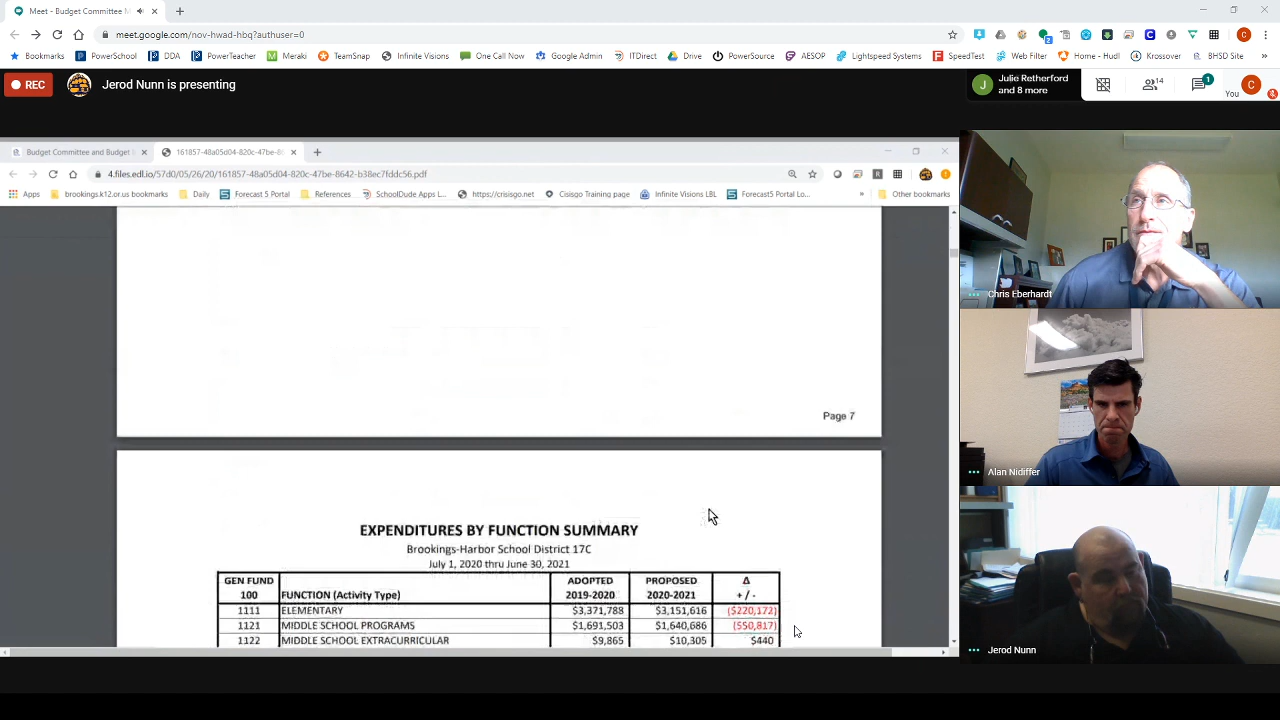 Meet - Budget Committee M
meet.google.com/nov-hwad-hbq?authuser=0
Bookmarks PowerSchool DDA PowerTeacher Meraki TeamSnap Infinite Visions One Call Now Google Admin ITDirect Drive PowerSource AESOP Lightspeed Systems SpeedTest Web Filter Home - Hudl Krossover BHSD Site »
REC
Jerod Nunn is presenting
Julie Retherford
and 8 more
14
1
You
Budget Committee and Budget
161857-48a05d04-820c-47be-8
4.files.edl.io/57d0/05/26/20/161857-48a05d04-820c-47be-8642-b38ec7fddc56.pdf
Apps brookings.k12.or.us bookmarks Daily Forecast 5 Portal References SchoolDude Apps L... https://crisisgo.net Cisisgo Training page Infinite Visions LBL Forecast5 Portal Lo... » Other bookmarks
Page 7
EXPENDITURES BY FUNCTION SUMMARY
Brookings-Harbor School District 17C
July 1, 2020 thru June 30, 2021
GEN FUND ADOPTED PROPOSED Δ
100 FUNCTION (Activity Type) 2019-2020 2020-2021 + / -
1111 ELEMENTARY $3,371,788 $3,151,616 ($220,172)
1121 MIDDLE SCHOOL PROGRAMS $1,691,503 $1,640,686 ($50,817)
1122 MIDDLE SCHOOL EXTRACURRICULAR $9,865 $10,305 $440
Chris Eberhardt
Alan Nidiffer
Jerod Nunn